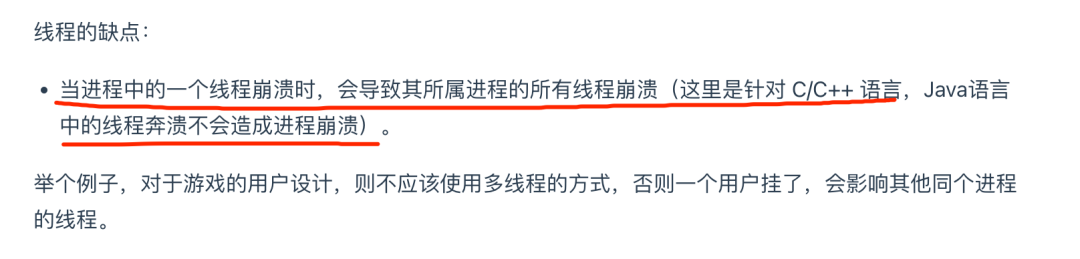 线程的缺点：
• 当进程中的一个线程崩溃时，会导致其所属进程的所有线程崩溃（这里是针对 C/C++ 语言，Java语言
中的线程奔溃不会造成进程崩溃）。
举个例子，对于游戏的用户设计，则不应该使用多线程的方式，否则一个用户挂了，会影响其他同个进程
的线程。